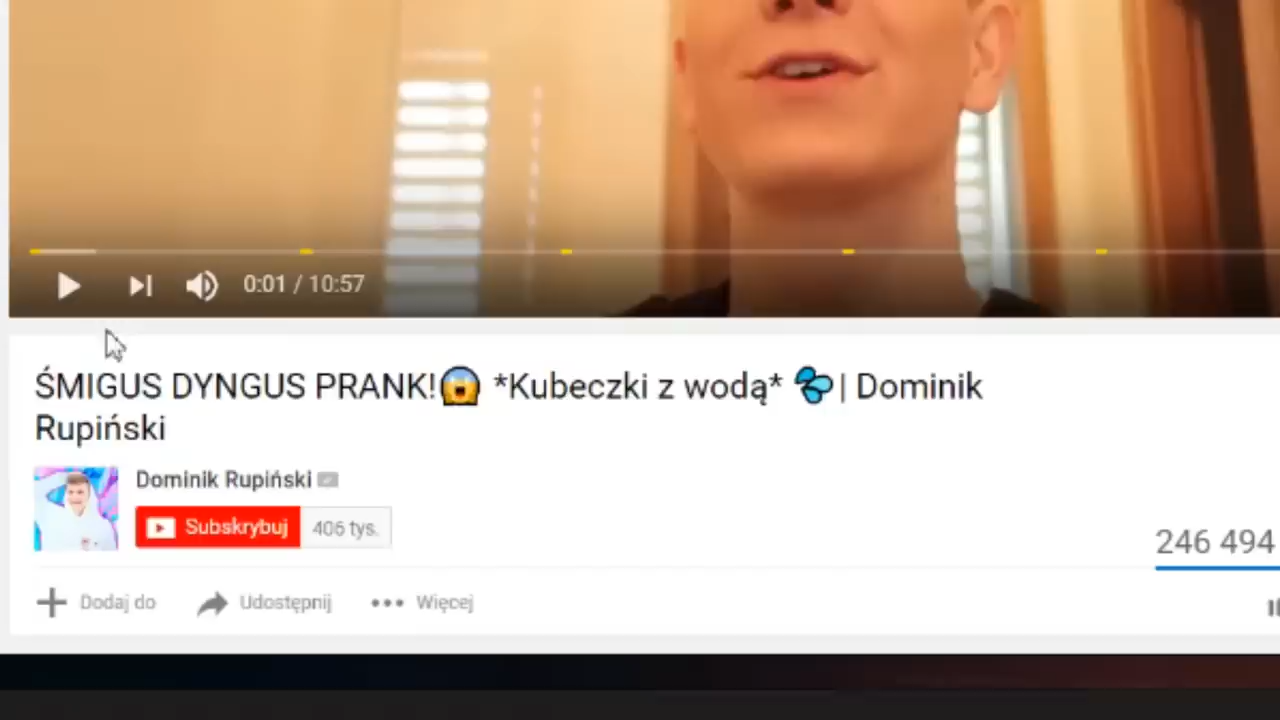 0:01 / 10:57
ŚMIGUS DYNGUS PRANK!😱 *Kubeczki z wodą* 💦| Dominik
Rupiński
Dominik Rupiński
Subskrybuj 406 tys.
246 494
Dodaj do Udostępnij Więcej